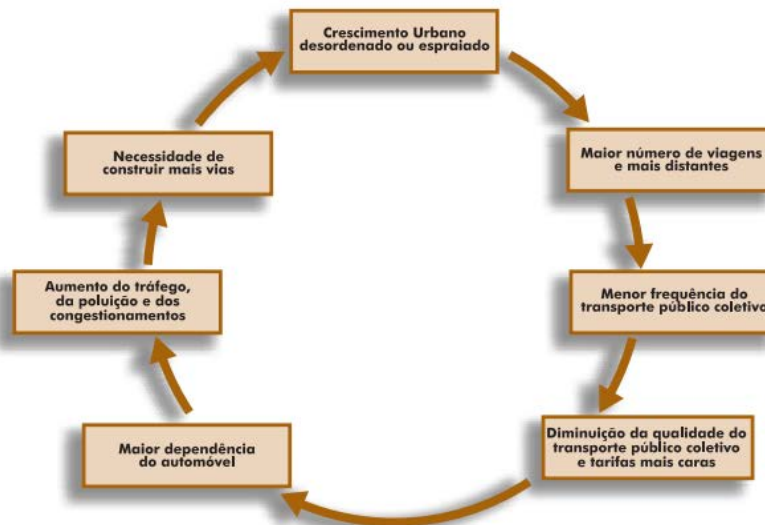 Crescimento Urbano
desordenado ou espraiado
Maior número de viagens
e mais distantes
Menor frequência do
transporte público coletivo
Diminuição da qualidade do
transporte público coletivo
e tarifas mais caras
Maior dependência
do automóvel
Aumento do tráfego,
da poluição e dos
congestionamentos
Necessidade de
construir mais vias